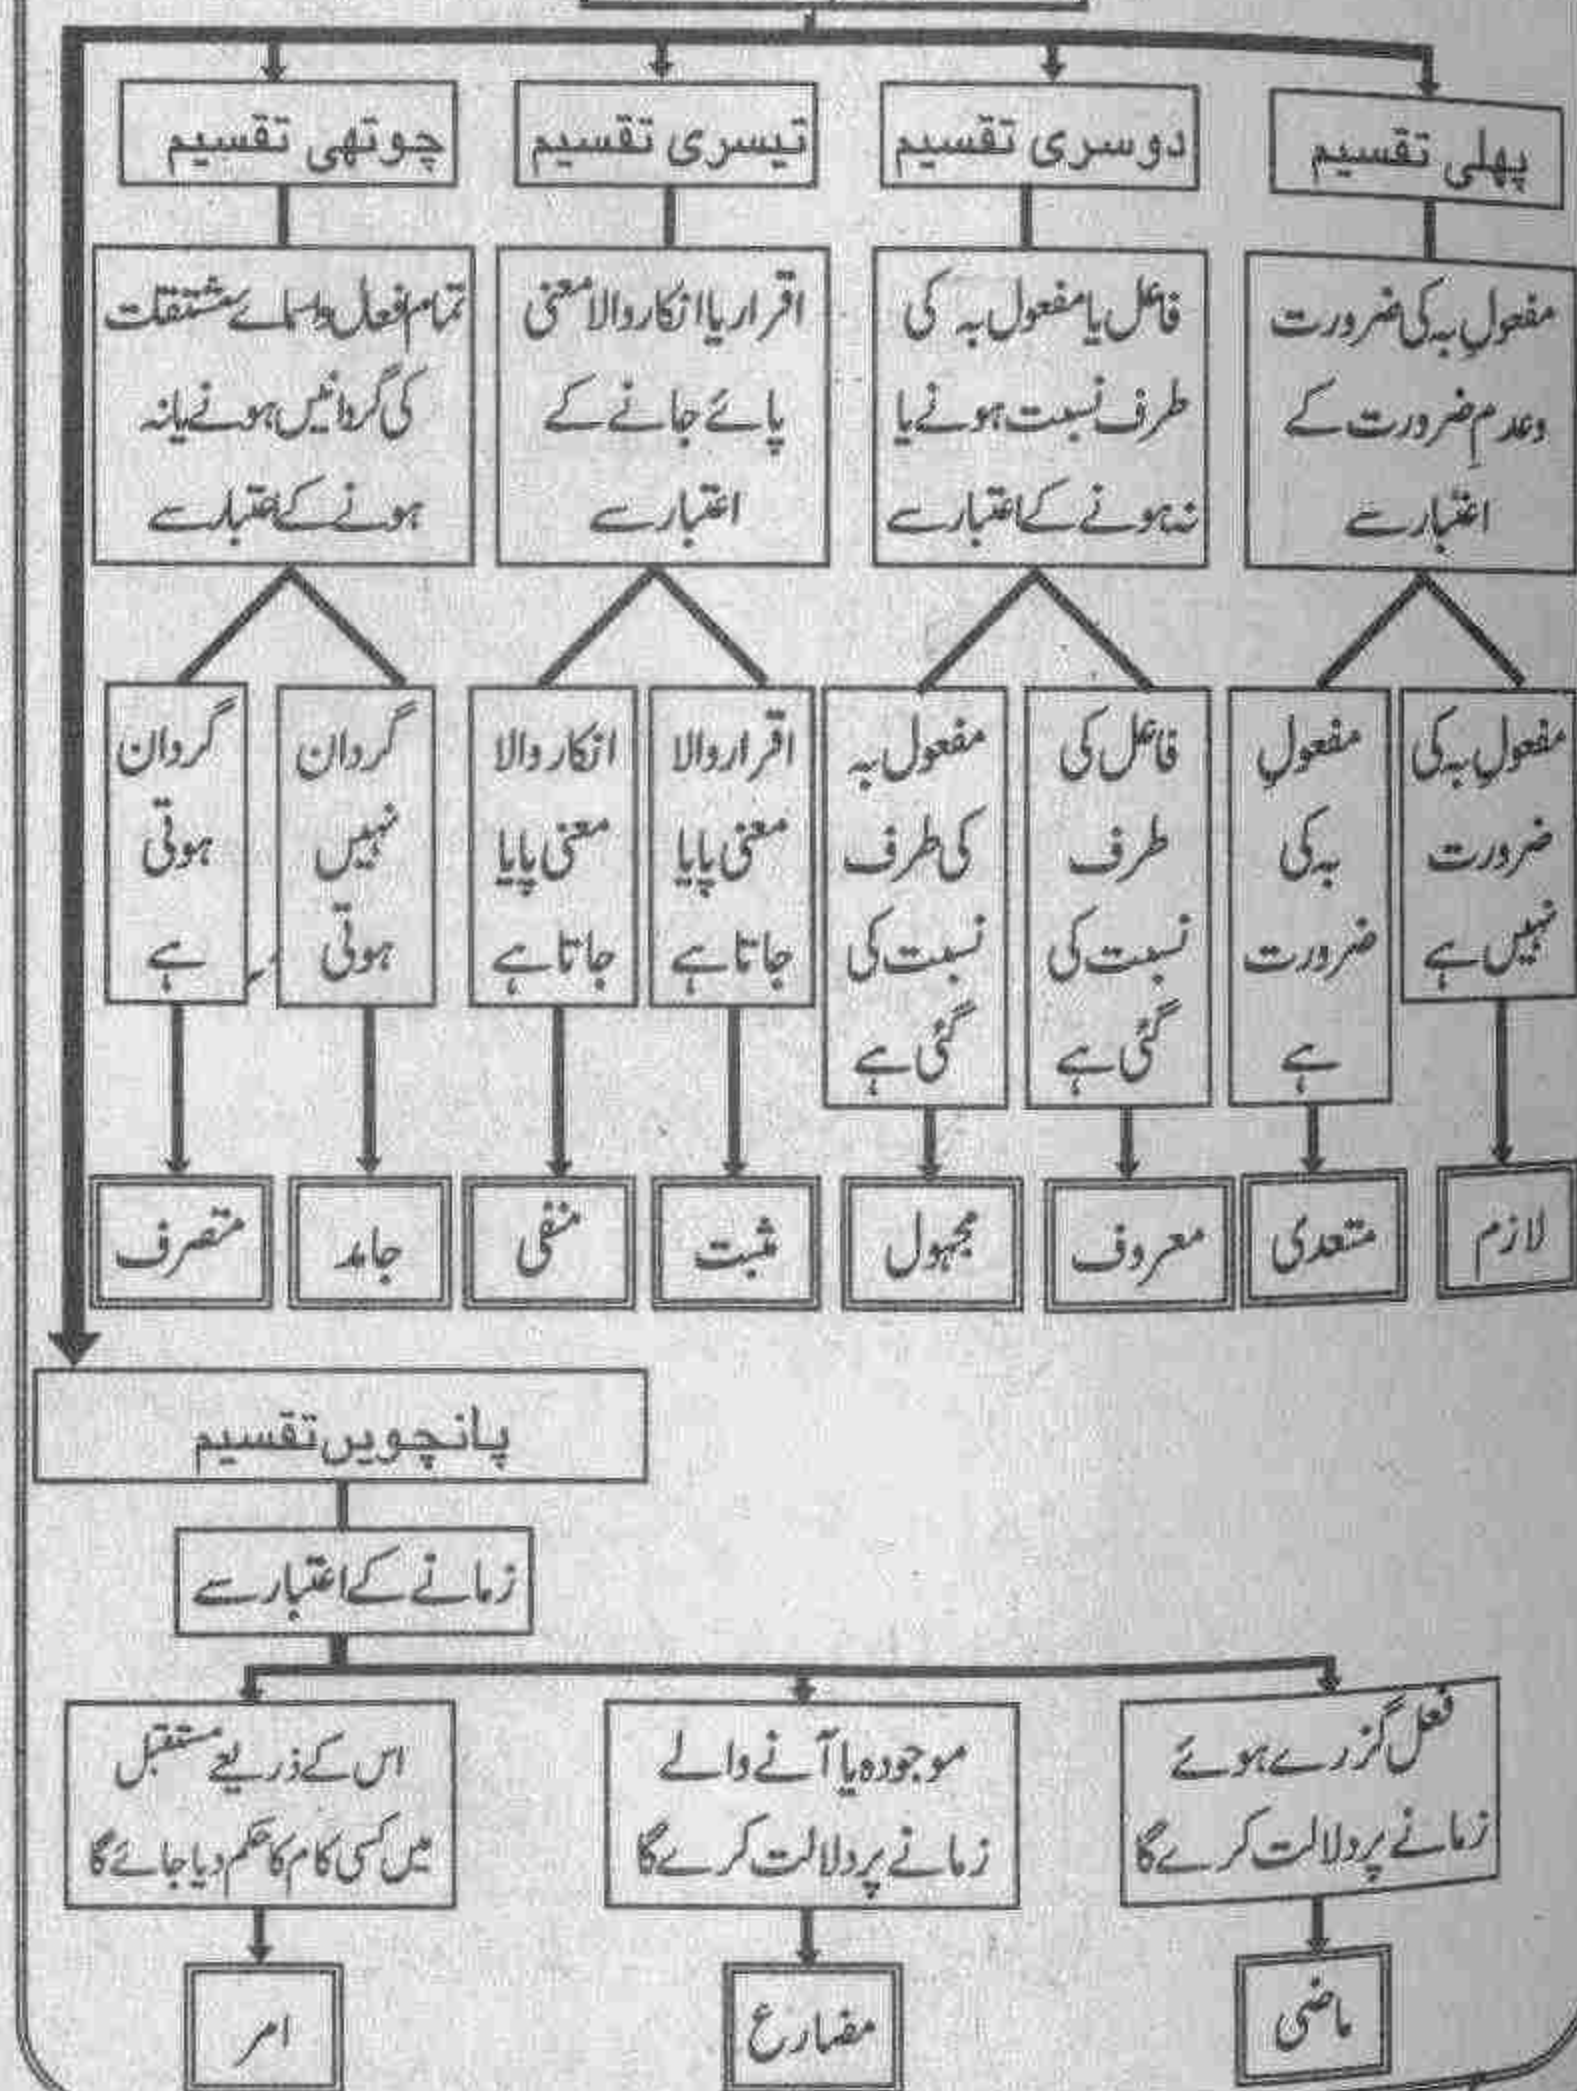 پہلی تقسیم
دوسری تقسیم
تیسری تقسیم
چوتھی تقسیم
مفعولِ بہ کی ضرورت
وعدمِ ضرورت کے
اعتبار سے
فاعل یا مفعول بہ کی
طرف نسبت ہونے یا
نہ ہونے کے اعتبار سے
اقرار یا انکار والا معنی
پائے جانے کے
اعتبار سے
تمام افعال واسمائے مشتقات
کی گردانیں ہونے یا نہ
ہونے کے اعتبار سے
مفعولِ بہ کی
ضرورت
نہیں ہے
مفعولِ
بہ کی
ضرورت
ہے
فاعل کی
طرف
نسبت کی
گئی ہے
مفعول بہ
کی طرف
نسبت کی
گئی ہے
اقرار والا
معنی پایا
جاتا ہے
انکار والا
معنی پایا
جاتا ہے
گردان
نہیں
ہوتی
گردان
ہوتی
ہے
لازم
متعدی
معروف
مجہول
مثبت
منفی
جامد
متصرف
پانچویں تقسیم
زمانے کے اعتبار سے
فعل گزرے ہوئے
زمانے پر دلالت کرے گا
موجودہ یا آنے والے
زمانے پر دلالت کرے گا
اس کے ذریعے مستقبل
میں کسی کام کا حکم دیا جائے گا
ماضی
مضارع
امر